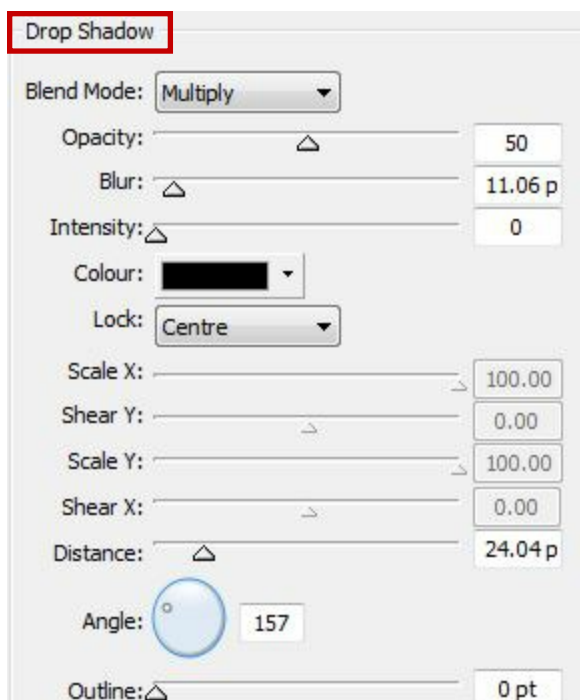 Drop Shadow
Blend Mode: Multiply
Opacity: 50
Blur: 11.06 p
Intensity: 0
Colour:
Lock: Centre
Scale X: 100.00
Shear Y: 0.00
Scale Y: 100.00
Shear X: 0.00
Distance: 24.04 p
Angle: 157
Outline: 0 pt